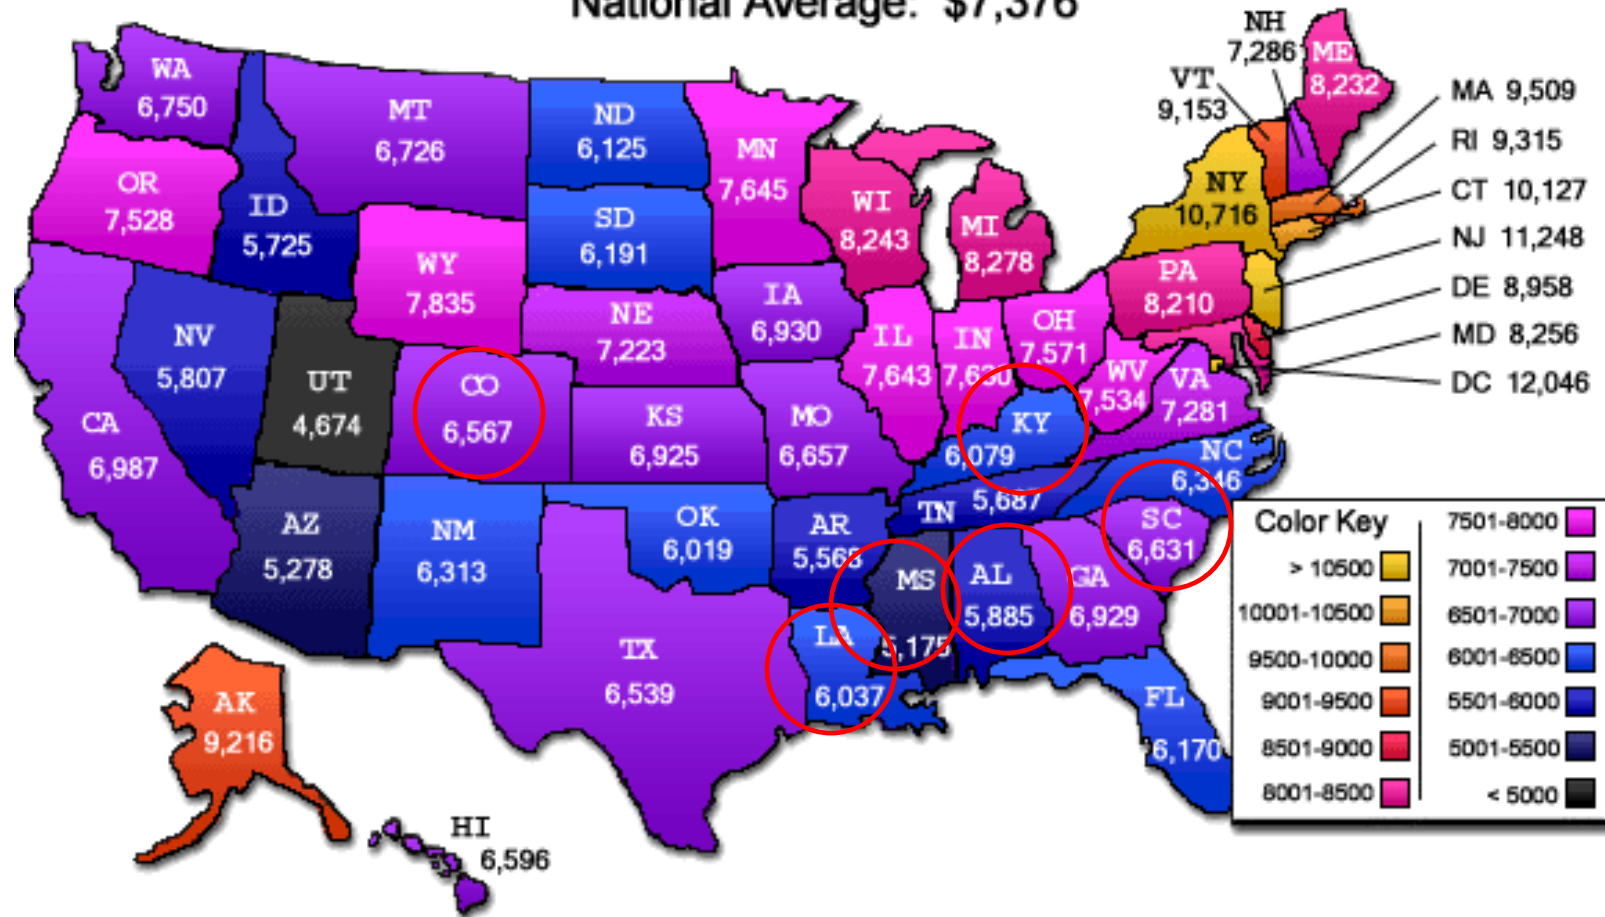 National Average: $7,376
WA
6,750
OR
7,528
CA
6,987
ID
5,725
NV
5,807
MT
6,726
WY
7,835
UT
4,674
CO
6,567
AZ
5,278
NM
6,313
ND
6,125
SD
6,191
NE
7,223
KS
6,925
OK
6,019
TX
6,539
MN
7,645
IA
6,930
MO
6,657
AR
LA
6,037
WI
8,243
IL
7,643
MI
8,278
IN
7,630
OH
7,571
KY
6,079
TN 5,687
MS
5,175
AL
5,885
GA
6,929
FL
6,170
SC
6,631
NC
6,346
VA
7,281
WV
7,534
PA
8,210
NY
10,716
VT
9,153
NH
7,286
ME
8,232
MA 9,509
RI 9,315
CT 10,127
NJ 11,248
DE 8,958
MD 8,256
DC 12,046
AK
9,216
HI
6,596
Color Key
> 10500
10001-10500
9500-10000
9001-9500
8501-9000
8001-8500
7501-8000
7001-7500
6501-7000
6001-6500
5501-6000
5001-5500
< 5000